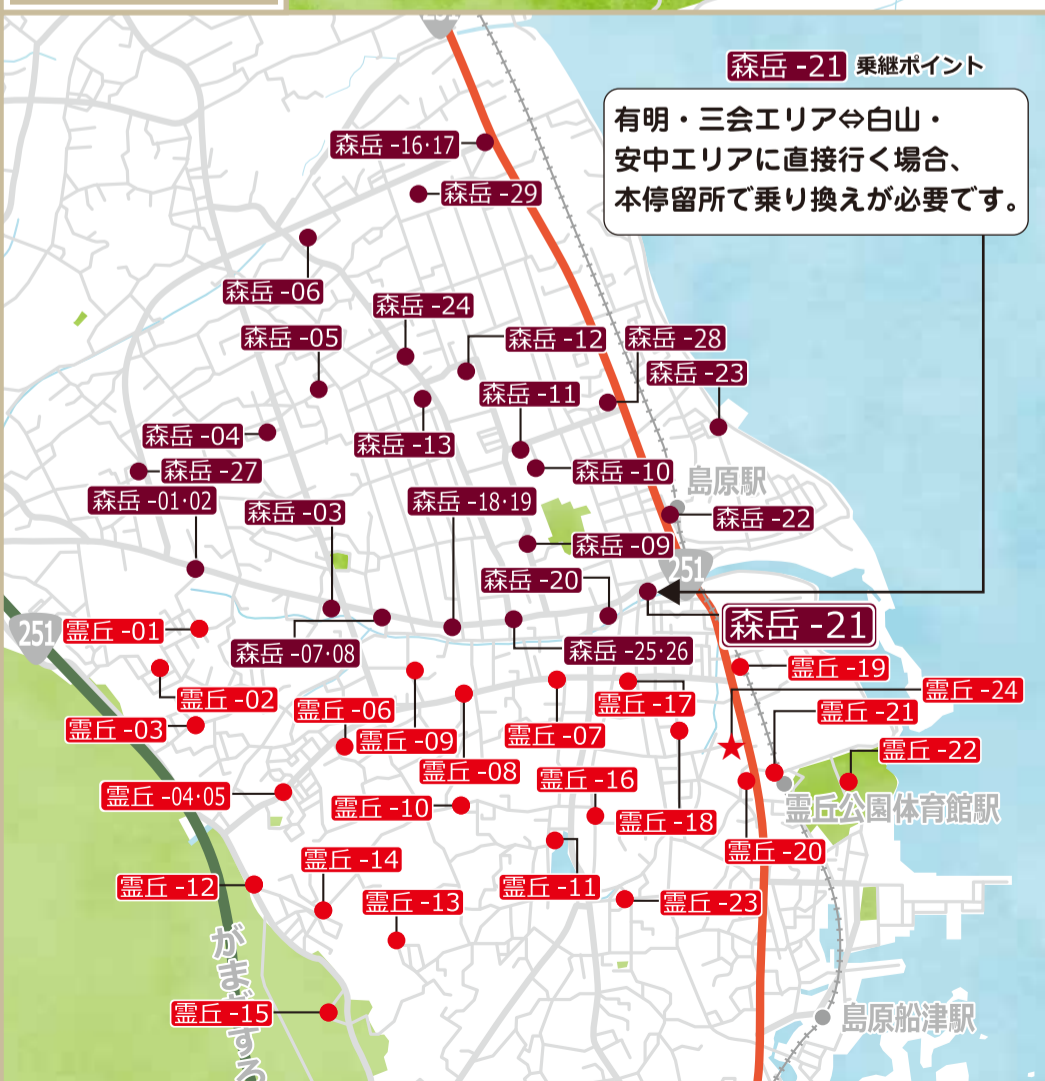 251
森岳 -21 乗継ポイント
有明・三会エリア⇔白山・
安中エリアに直接行く場合、
本停留所で乗り換えが必要です。
森岳 -16・17
森岳 -29
森岳 -06
森岳 -24
森岳 -05
森岳 -12
森岳 -28
森岳 -23
森岳 -11
森岳 -04
森岳 -13
森岳 -27
森岳 -10
島原駅
森岳 -01・02
森岳 -18・19
森岳 -03
森岳 -22
森岳 -09
251
森岳 -20
森岳 -21
251
霊丘 -01
森岳 -07・08
森岳 -25・26
霊丘 -19
霊丘 -24
霊丘 -02
霊丘 -17
霊丘 -06
霊丘 -21
霊丘 -03
霊丘 -09
霊丘 -07
霊丘 -22
霊丘 -08
霊丘 -16
霊丘 -04・05
霊丘 -10
霊丘 -18
霊丘公園体育館駅
霊丘 -20
霊丘 -14
霊丘 -12
霊丘 -11
霊丘 -13
霊丘 -23
がまだする
霊丘 -15
島原船津駅